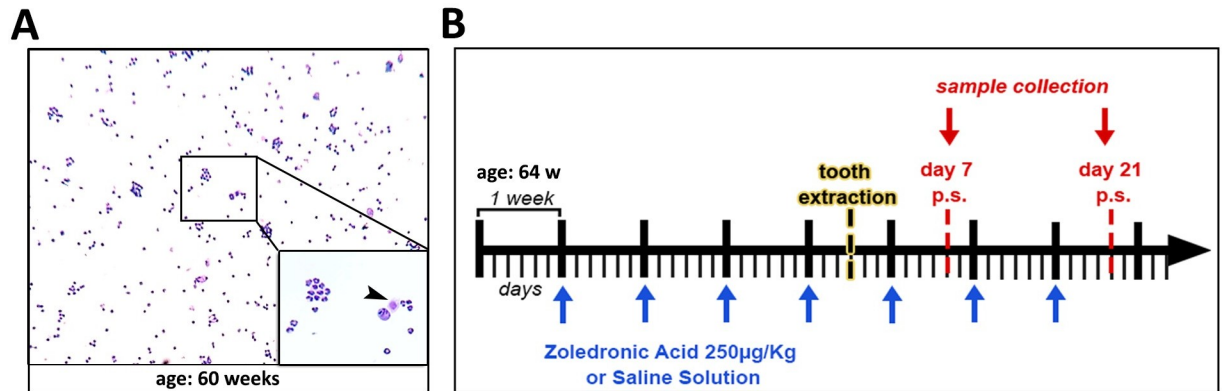 A
age: 60 weeks
B
sample collection
age: 64 w
1 week
tooth
extraction
day 7
p.s.
day 21
p.s.
days
Zoledronic Acid 250µg/Kg
or Saline Solution